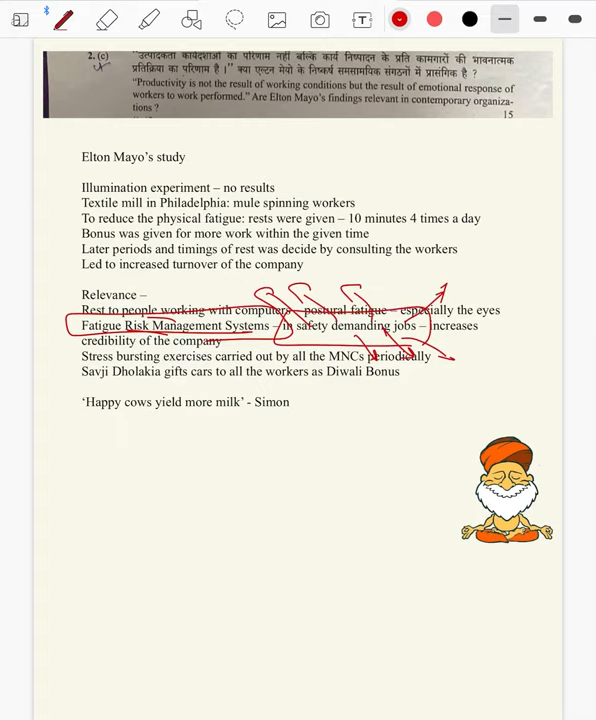 2. (c) "उत्पादकता कार्यदशाओं का परिणाम नहीं बल्कि कार्य निष्पादन के प्रति कामगारों की भावनात्मक
प्रतिक्रिया का परिणाम है।" क्या एल्टन मेयो के निष्कर्ष समसामयिक संगठनों में प्रासंगिक है ?
"Productivity is not the result of working conditions but the result of emotional response of
workers to work performed." Are Elton Mayo's findings relevant in contemporary organiza-
tions ?
15
Elton Mayo's study
Illumination experiment – no results
Textile mill in Philadelphia: mule spinning workers
To reduce the physical fatigue: rests were given – 10 minutes 4 times a day
Bonus was given for more work within the given time
Later periods and timings of rest was decide by consulting the workers
Led to increased turnover of the company
Relevance –
Rest to people working with computers – postural fatigue – especially the eyes
Fatigue Risk Management Systems – in safety demanding jobs – increases
credibility of the company
Stress bursting exercises carried out by all the MNCs periodically
Savji Dholakia gifts cars to all the workers as Diwali Bonus
'Happy cows yield more milk' - Simon